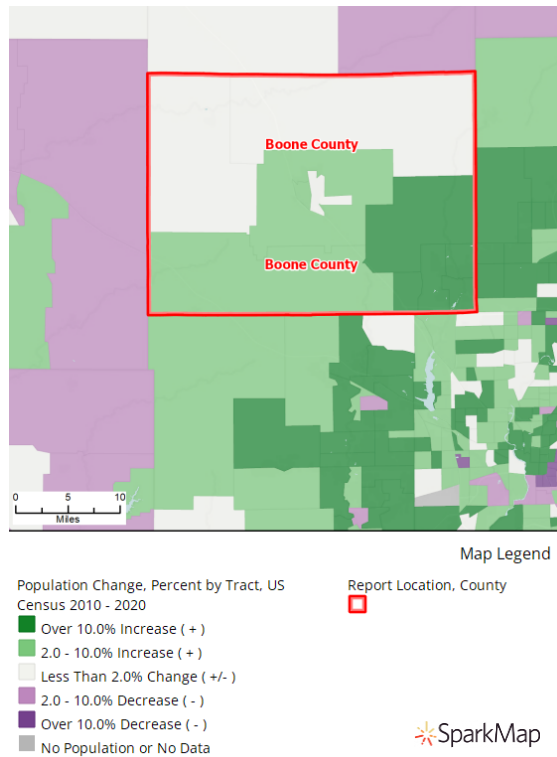 Boone County
Boone County
0 5 10
Miles
Map Legend
Population Change, Percent by Tract, US
Census 2010 - 2020
Over 10.0% Increase ( + )
2.0 - 10.0% Increase ( + )
Less Than 2.0% Change ( +/- )
2.0 - 10.0% Decrease ( - )
Over 10.0% Decrease ( - )
No Population or No Data
Report Location, County
SparkMap